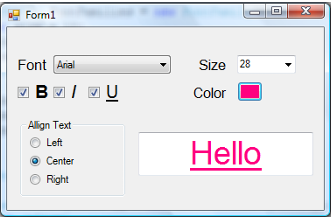 Form1
Font Arial Size 28
B I U Color
Allign Text
Left
Center
Right
Hello